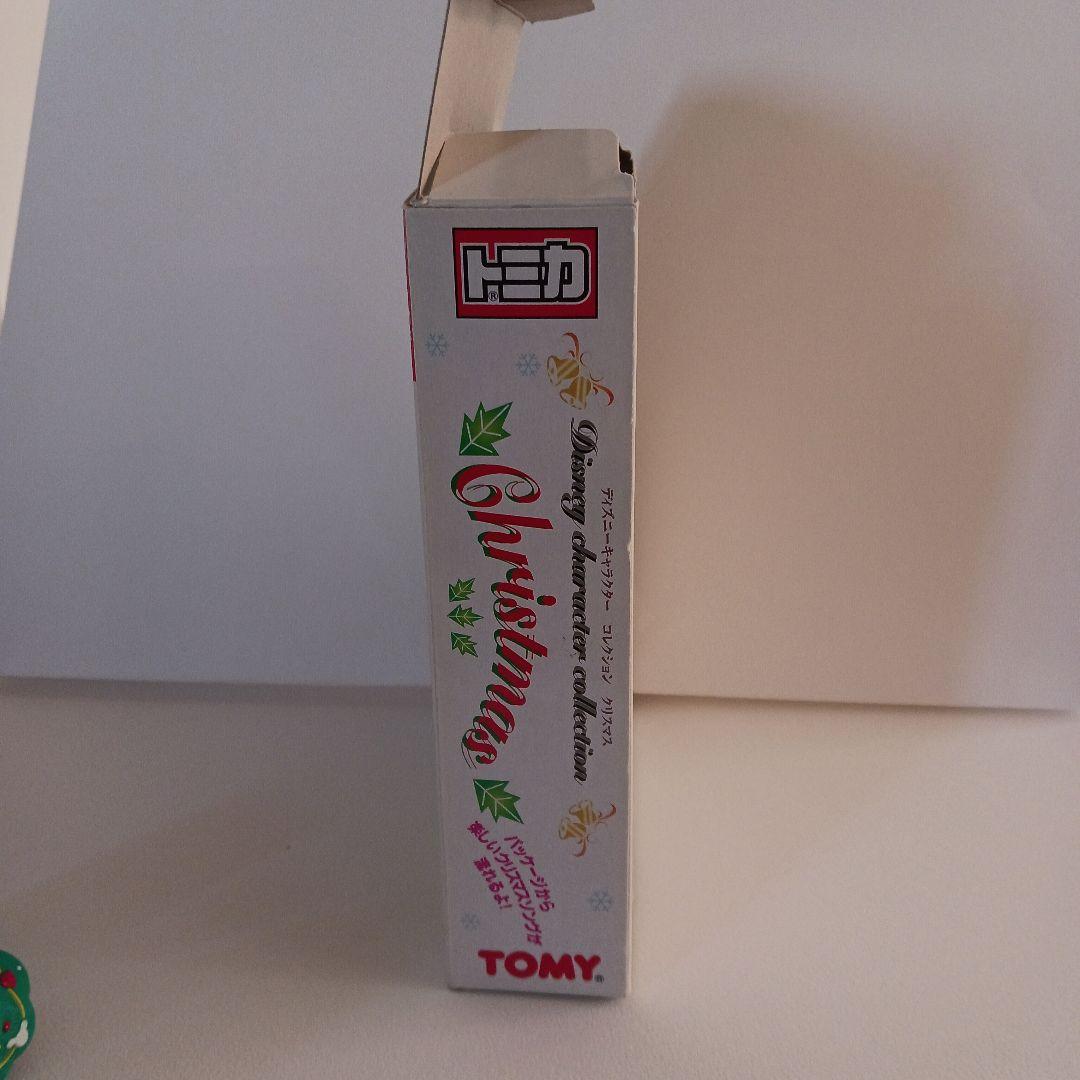 トミカ®
ディズニーキャラクター コレクション クリスマス
Disney character collection
Christmas
パッケージから
楽しいクリスマスソングが
流れるよ!
TOMY®